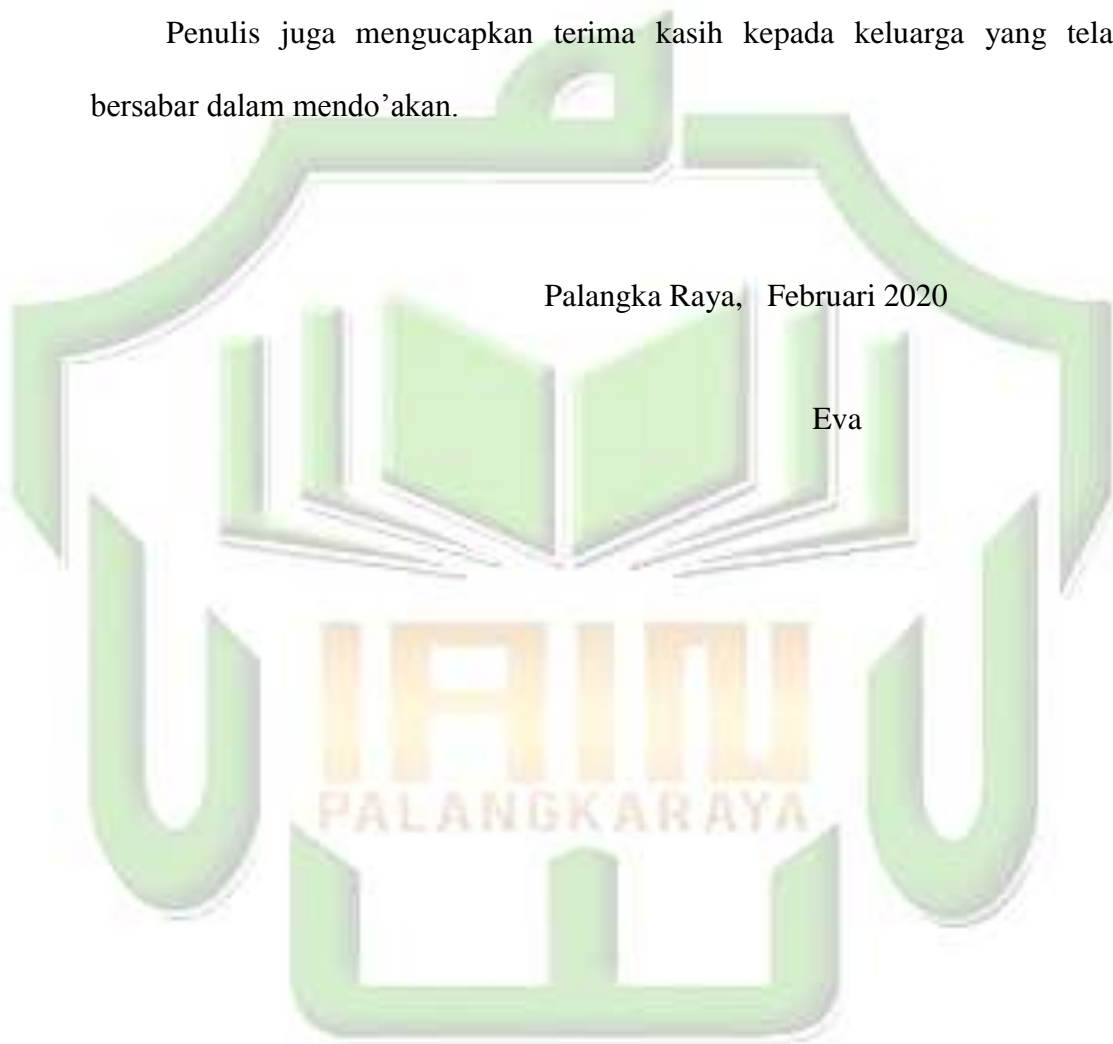 Penulis juga mengucapkan terima kasih kepada keluarga yang tela
bersabar dalam mendo’akan.
Palangka Raya, Februari 2020
Eva
IAIN
PALANGKARAYA